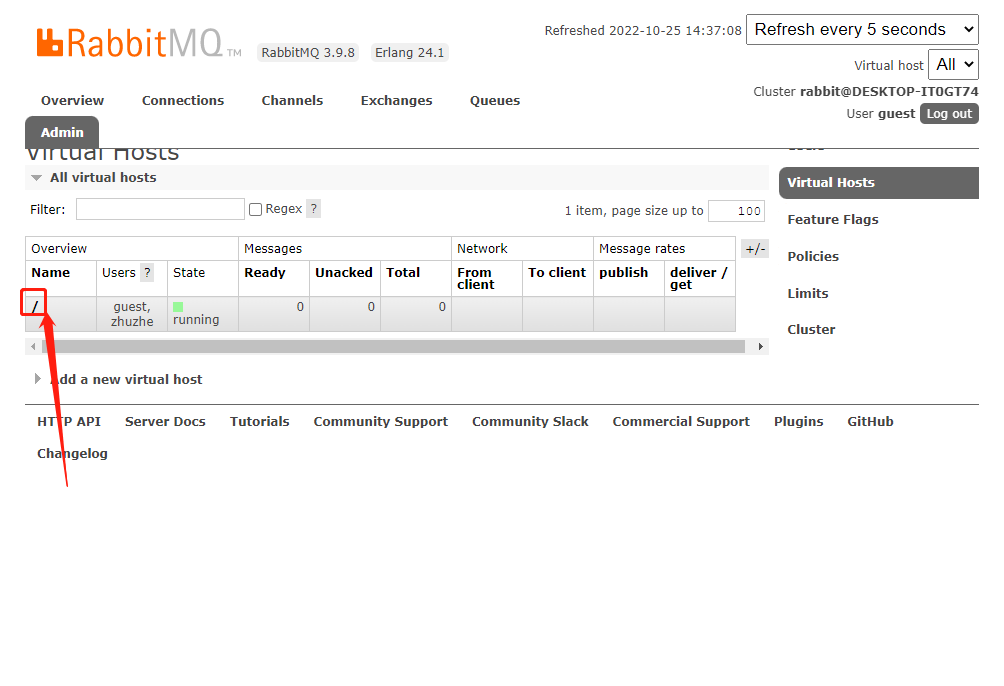 RabbitMQ TM RabbitMQ 3.9.8 Erlang 24.1
Refreshed 2022-10-25 14:37:08 Refresh every 5 seconds
Virtual host All
Cluster rabbit@DESKTOP-IT0GT74
User guest Log out
Overview Connections Channels Exchanges Queues
Admin
Virtual Hosts
All virtual hosts
Filter: Regex ? 1 item, page size up to 100
Overview Messages Network Message rates +/-
Name Users ? State Ready Unacked Total From client To client publish deliver / get
/ guest, zhuzhe running 0 0 0
Add a new virtual host
Users
Virtual Hosts
Feature Flags
Policies
Limits
Cluster
HTTP API Server Docs Tutorials Community Support Community Slack Commercial Support Plugins GitHub
Changelog